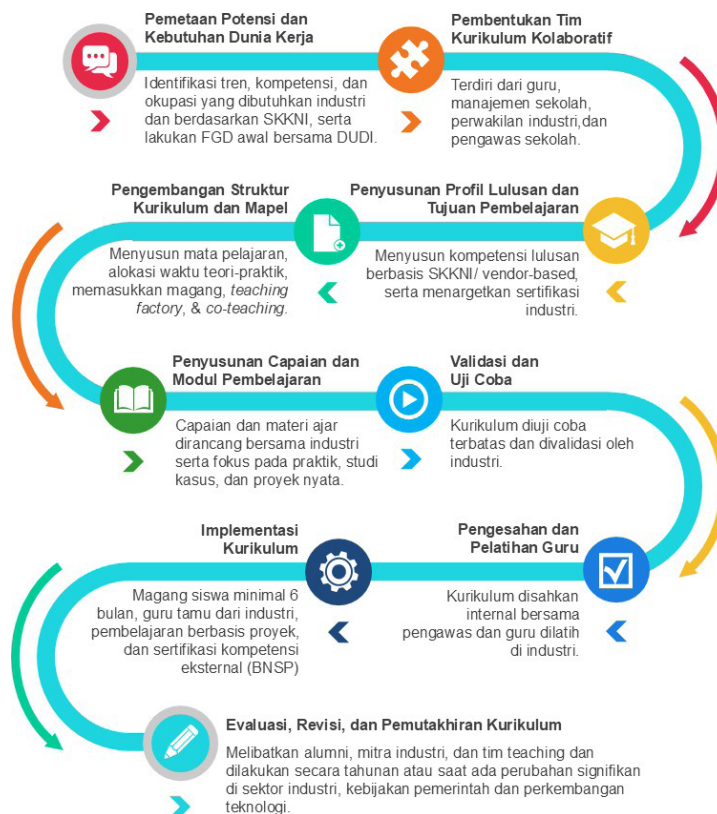 Pemetaan Potensi dan
Kebutuhan Dunia Kerja
Identifikasi tren, kompetensi, dan
okupasi yang dibutuhkan industri
dan berdasarkan SKKNI, serta
lakukan FGD awal bersama DUDI.
Pembentukan Tim
Kurikulum Kolaboratif
Terdiri dari guru,
manajemen sekolah,
perwakilan industri,dan
pengawas sekolah.
Penyusunan Profil Lulusan dan
Tujuan Pembelajaran
Menyusun kompetensi lulusan
berbasis SKKNI/ vendor-based,
serta menargetkan sertifikasi
industri.
Pengembangan Struktur
Kurikulum dan Mapel
Menyusun mata pelajaran,
alokasi waktu teori-praktik,
memasukkan magang, teaching
factory, & co-teaching.
Penyusunan Capaian dan
Modul Pembelajaran
Capaian dan materi ajar
dirancang bersama industri
serta fokus pada praktik, studi
kasus, dan proyek nyata.
Validasi dan
Uji Coba
Kurikulum diuji coba
terbatas dan divalidasi oleh
industri.
Pengesahan dan
Pelatihan Guru
Kurikulum disahkan
internal bersama
pengawas dan guru dilatih
di industri.
Implementasi
Kurikulum
Magang siswa minimal 6
bulan, guru tamu dari industri,
pembelajaran berbasis proyek,
dan sertifikasi kompetensi
eksternal (BNSP)
Evaluasi, Revisi, dan Pemutakhiran Kurikulum
Melibatkan alumni, mitra industri, dan tim teaching dan
dilakukan secara tahunan atau saat ada perubahan signifikan
di sektor industri, kebijakan pemerintah dan perkembangan
teknologi.